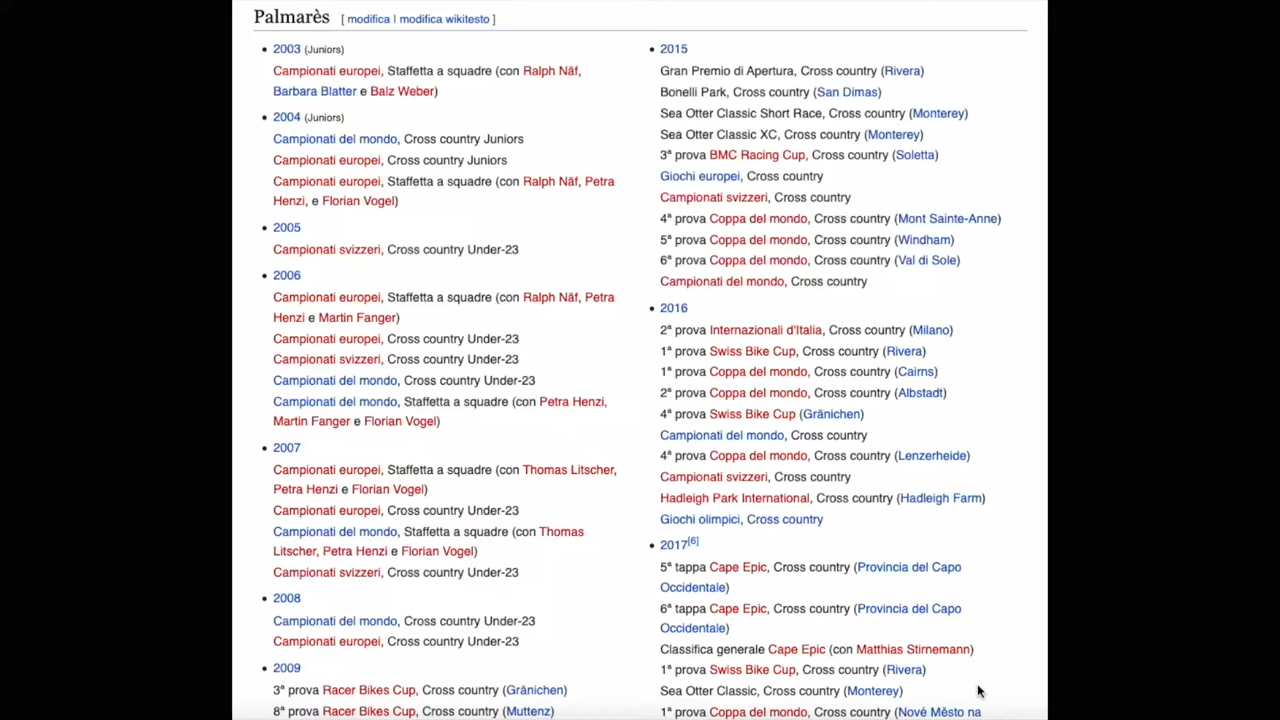 Palmarès [ modifica | modifica wikitesto ]
• 2003 (Juniors)
Campionati europei, Staffetta a squadre (con Ralph Näf,
Barbara Blatter e Balz Weber)
• 2004 (Juniors)
Campionati del mondo, Cross country Juniors
Campionati europei, Cross country Juniors
Campionati europei, Staffetta a squadre (con Ralph Näf, Petra
Henzi, e Florian Vogel)
• 2005
Campionati svizzeri, Cross country Under-23
• 2006
Campionati europei, Staffetta a squadre (con Ralph Näf, Petra
Henzi e Martin Fanger)
Campionati europei, Cross country Under-23
Campionati svizzeri, Cross country Under-23
Campionati del mondo, Cross country Under-23
Campionati del mondo, Staffetta a squadre (con Petra Henzi,
Martin Fanger e Florian Vogel)
• 2007
Campionati europei, Staffetta a squadre (con Thomas Litscher,
Petra Henzi e Florian Vogel)
Campionati europei, Cross country Under-23
Campionati del mondo, Staffetta a squadre (con Thomas
Litscher, Petra Henzi e Florian Vogel)
Campionati svizzeri, Cross country Under-23
• 2008
Campionati del mondo, Cross country Under-23
Campionati europei, Cross country Under-23
• 2009
3ª prova Racer Bikes Cup, Cross country (Gränichen)
8ª prova Racer Bikes Cup, Cross country (Muttenz)
• 2015
Gran Premio di Apertura, Cross country (Rivera)
Bonelli Park, Cross country (San Dimas)
Sea Otter Classic Short Race, Cross country (Monterey)
Sea Otter Classic XC, Cross country (Monterey)
3ª prova BMC Racing Cup, Cross country (Soletta)
Giochi europei, Cross country
Campionati svizzeri, Cross country
4ª prova Coppa del mondo, Cross country (Mont Sainte-Anne)
5ª prova Coppa del mondo, Cross country (Windham)
6ª prova Coppa del mondo, Cross country (Val di Sole)
Campionati del mondo, Cross country
• 2016
2ª prova Internazionali d'Italia, Cross country (Milano)
1ª prova Swiss Bike Cup, Cross country (Rivera)
1ª prova Coppa del mondo, Cross country (Cairns)
2ª prova Coppa del mondo, Cross country (Albstadt)
4ª prova Swiss Bike Cup (Gränichen)
Campionati del mondo, Cross country
4ª prova Coppa del mondo, Cross country (Lenzerheide)
Campionati svizzeri, Cross country
Hadleigh Park International, Cross country (Hadleigh Farm)
Giochi olimpici, Cross country
• 2017[6]
5ª tappa Cape Epic, Cross country (Provincia del Capo
Occidentale)
6ª tappa Cape Epic, Cross country (Provincia del Capo
Occidentale)
Classifica generale Cape Epic (con Matthias Stirnemann)
1ª prova Swiss Bike Cup, Cross country (Rivera)
Sea Otter Classic, Cross country (Monterey)
1ª prova Coppa del mondo, Cross country (Nové Město na